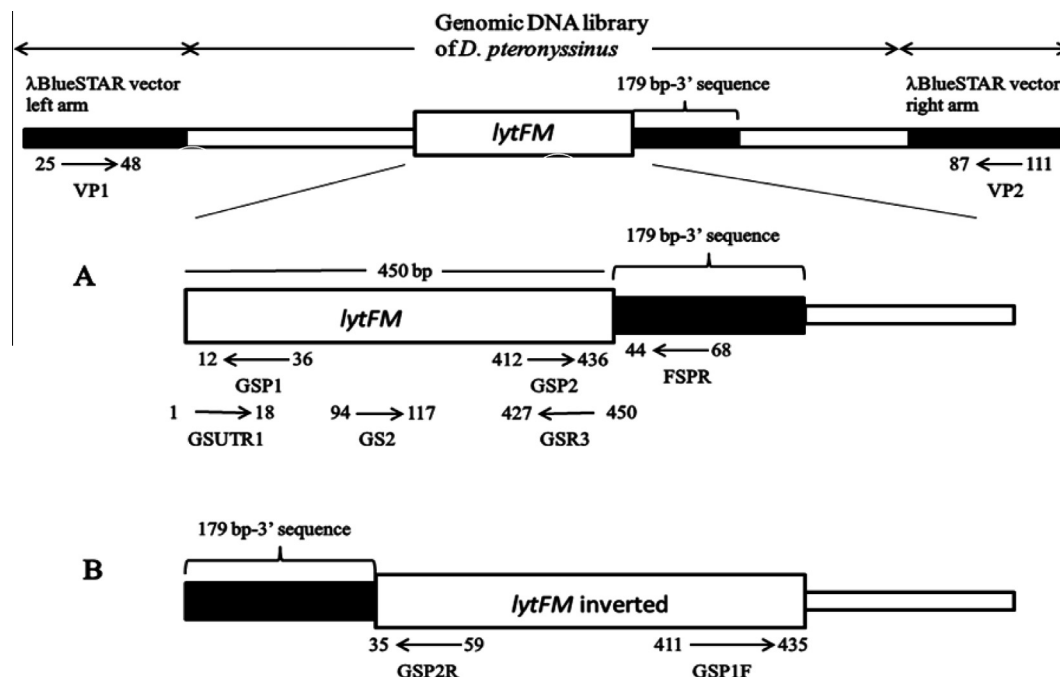 Genomic DNA library
of D. pteronyssinus
λBlueSTAR vector
left arm
179 bp-3’ sequence
λBlueSTAR vector
right arm
lytFM
25 48
VP1
87 111
VP2
179 bp-3’ sequence
A
450 bp
lytFM
12 36
GSP1
412 436
GSP2
44 68
FSPR
1 18
GSUTR1
94 117
GS2
427 450
GSR3
179 bp-3’ sequence
B
lytFM inverted
35 59
GSP2R
411 435
GSP1F